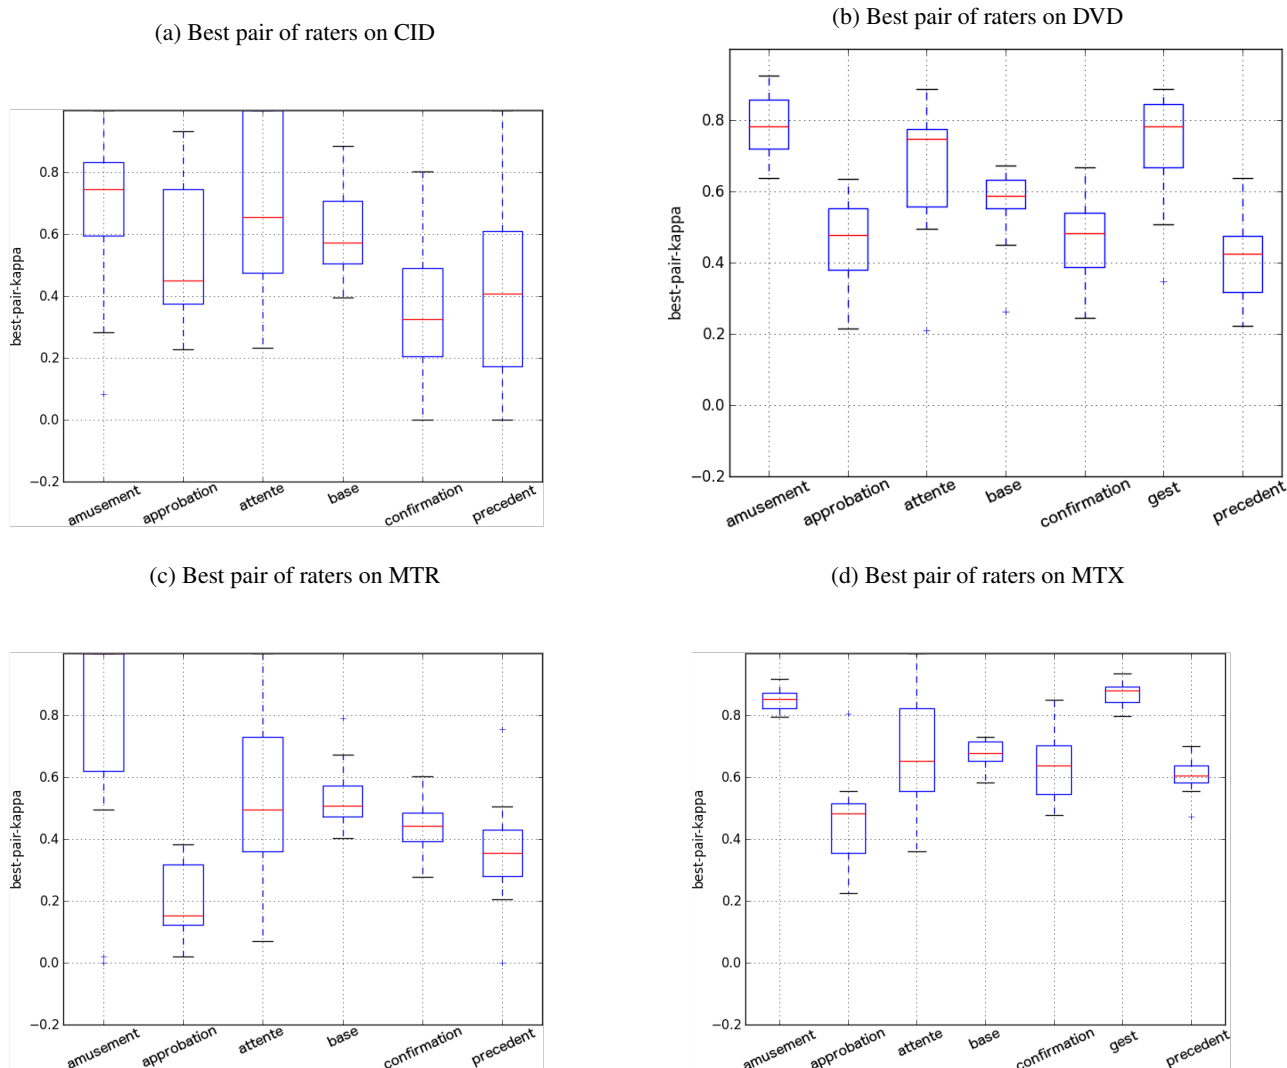 (a) Best pair of raters on CID
best-pair-kappa
0.8
0.6
0.4
0.2
0.0
−0.2
amusement
approbation
attente
base
confirmation
precedent
(b) Best pair of raters on DVD
best-pair-kappa
0.8
0.6
0.4
0.2
0.0
−0.2
amusement
approbation
attente
base
confirmation
gest
precedent
(c) Best pair of raters on MTR
best-pair-kappa
0.8
0.6
0.4
0.2
0.0
−0.2
amusement
approbation
attente
base
confirmation
precedent
(d) Best pair of raters on MTX
best-pair-kappa
0.8
0.6
0.4
0.2
0.0
−0.2
amusement
approbation
attente
base
confirmation
gest
precedent